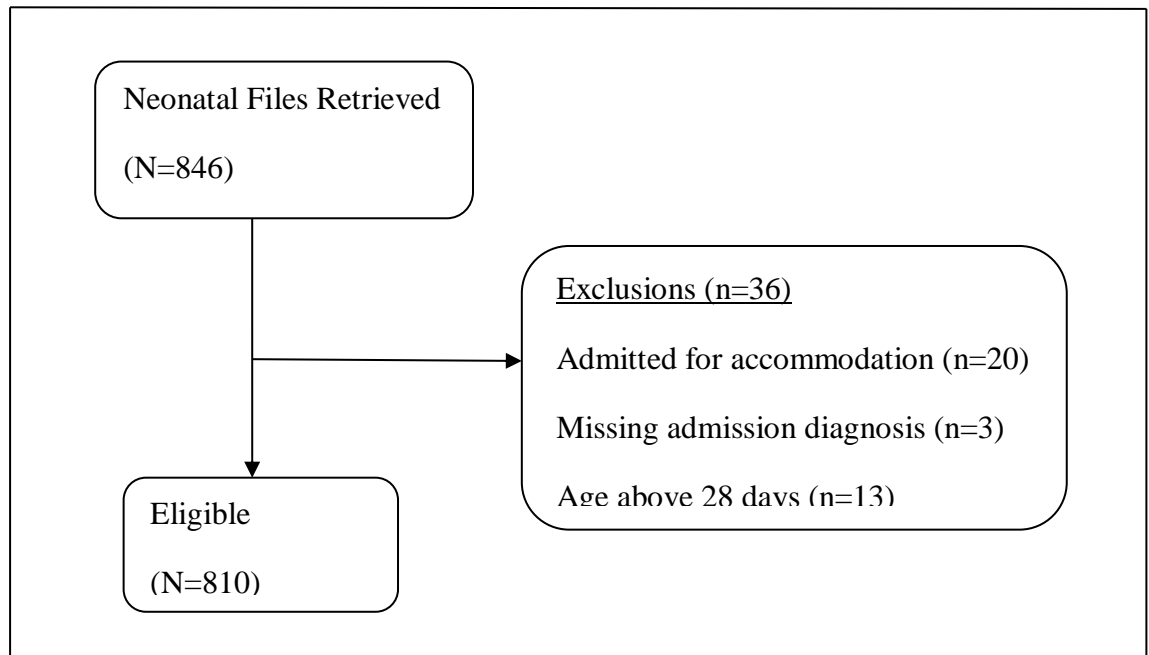 Neonatal Files Retrieved
(N=846)
Exclusions (n=36)
Admitted for accommodation (n=20)
Missing admission diagnosis (n=3)
Age above 28 days (n=13)
Eligible
(N=810)